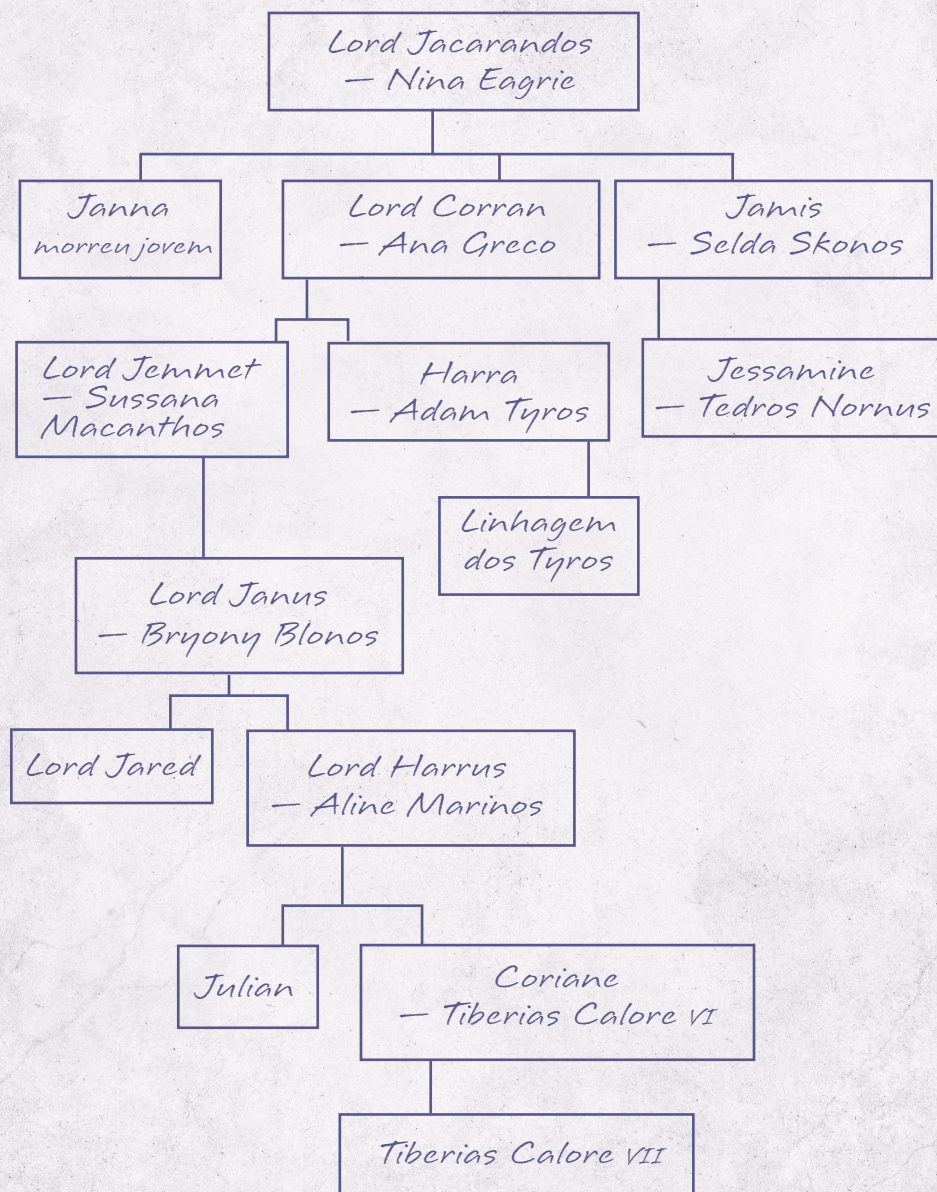 Lord Jacarandos
— Nina Eagrie
Janna
morreu jovem
Lord Corran
— Ana Greco
Jamis
— Selda Skonos
Lord Jemmet
— Sussana
Macanthos
Harra
— Adam Tyros
Jessamine
— Tedros Nornus
Linhagem
dos Tyros
Lord Janus
— Bryony Blonos
Lord Jared
Lord Harrus
— Aline Marinos
Julian
Coriane
— Tiberias Calore VI
Tiberias Calore VII